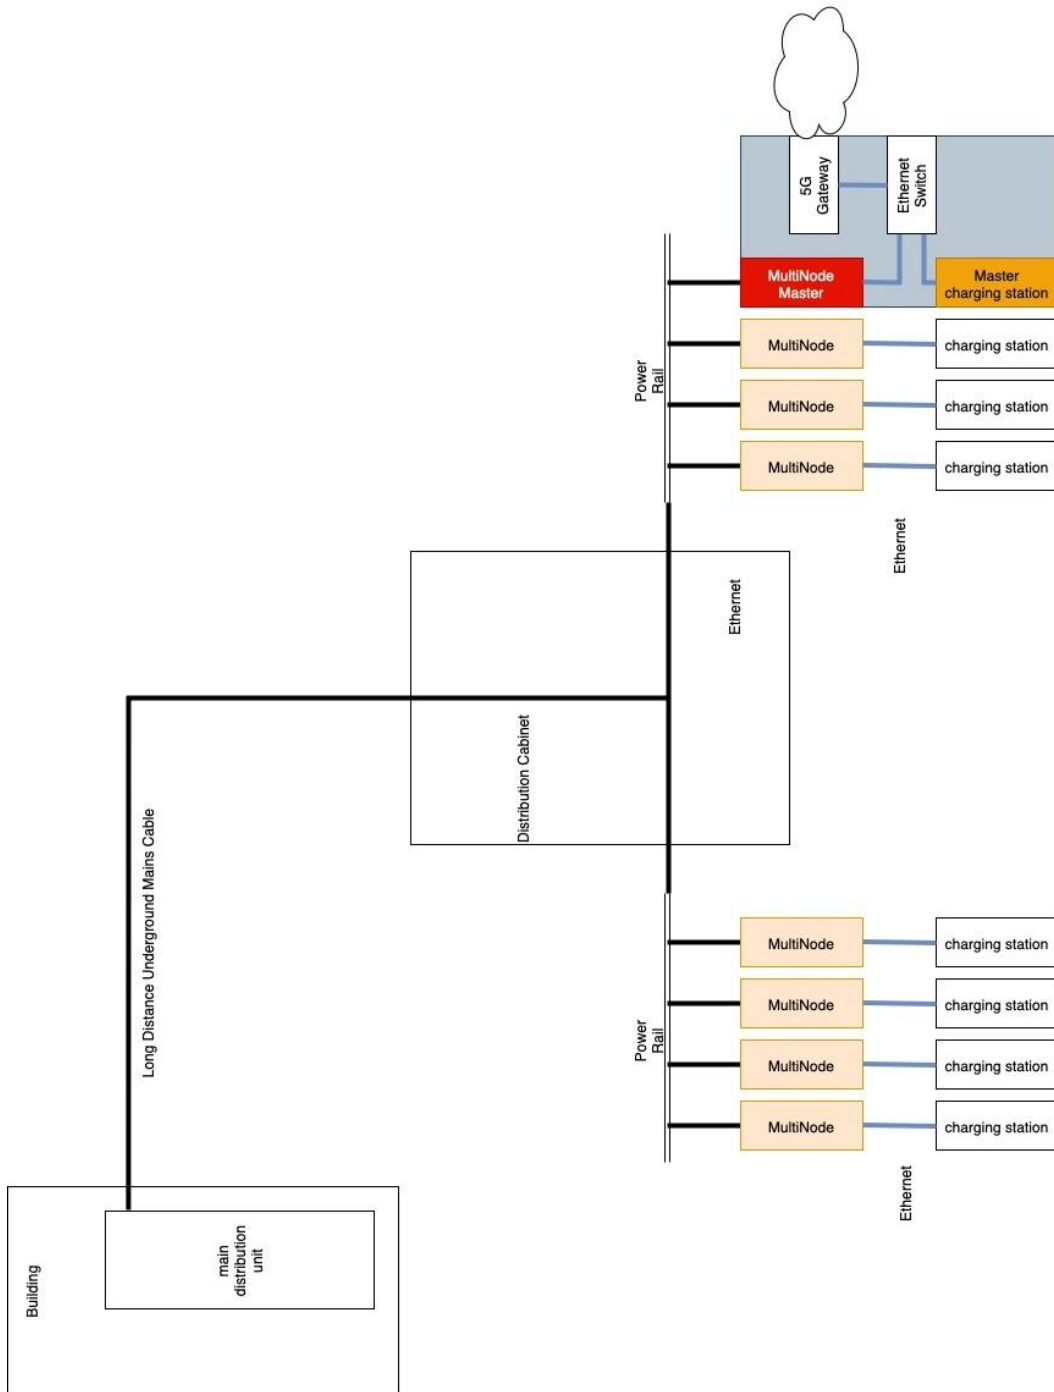 5G
Gateway
Ethernet
Switch
MultiNode
Master
Master
charging station
MultiNode
charging station
Power
Rail
MultiNode
charging station
MultiNode
charging station
Ethernet
Ethernet
Distribution Cabinet
Long Distance Underground Mains Cable
MultiNode
charging station
MultiNode
charging station
Power
Rail
MultiNode
charging station
MultiNode
charging station
Ethernet
main
distribution
unit
Building